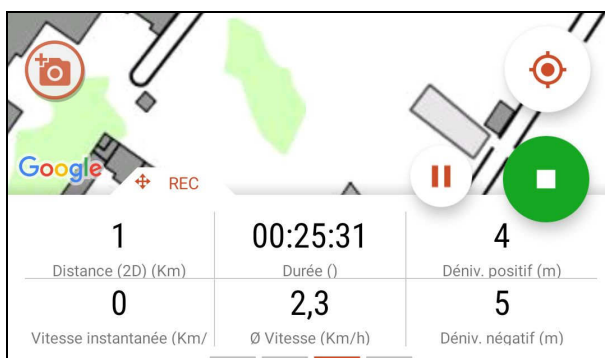 Google
REC
1 00:25:31 4
Distance (2D) (Km) Durée () Déniv. positif (m)
0 2,3 5
Vitesse instantanée (Km/ Ø Vitesse (Km/h) Déniv. négatif (m)